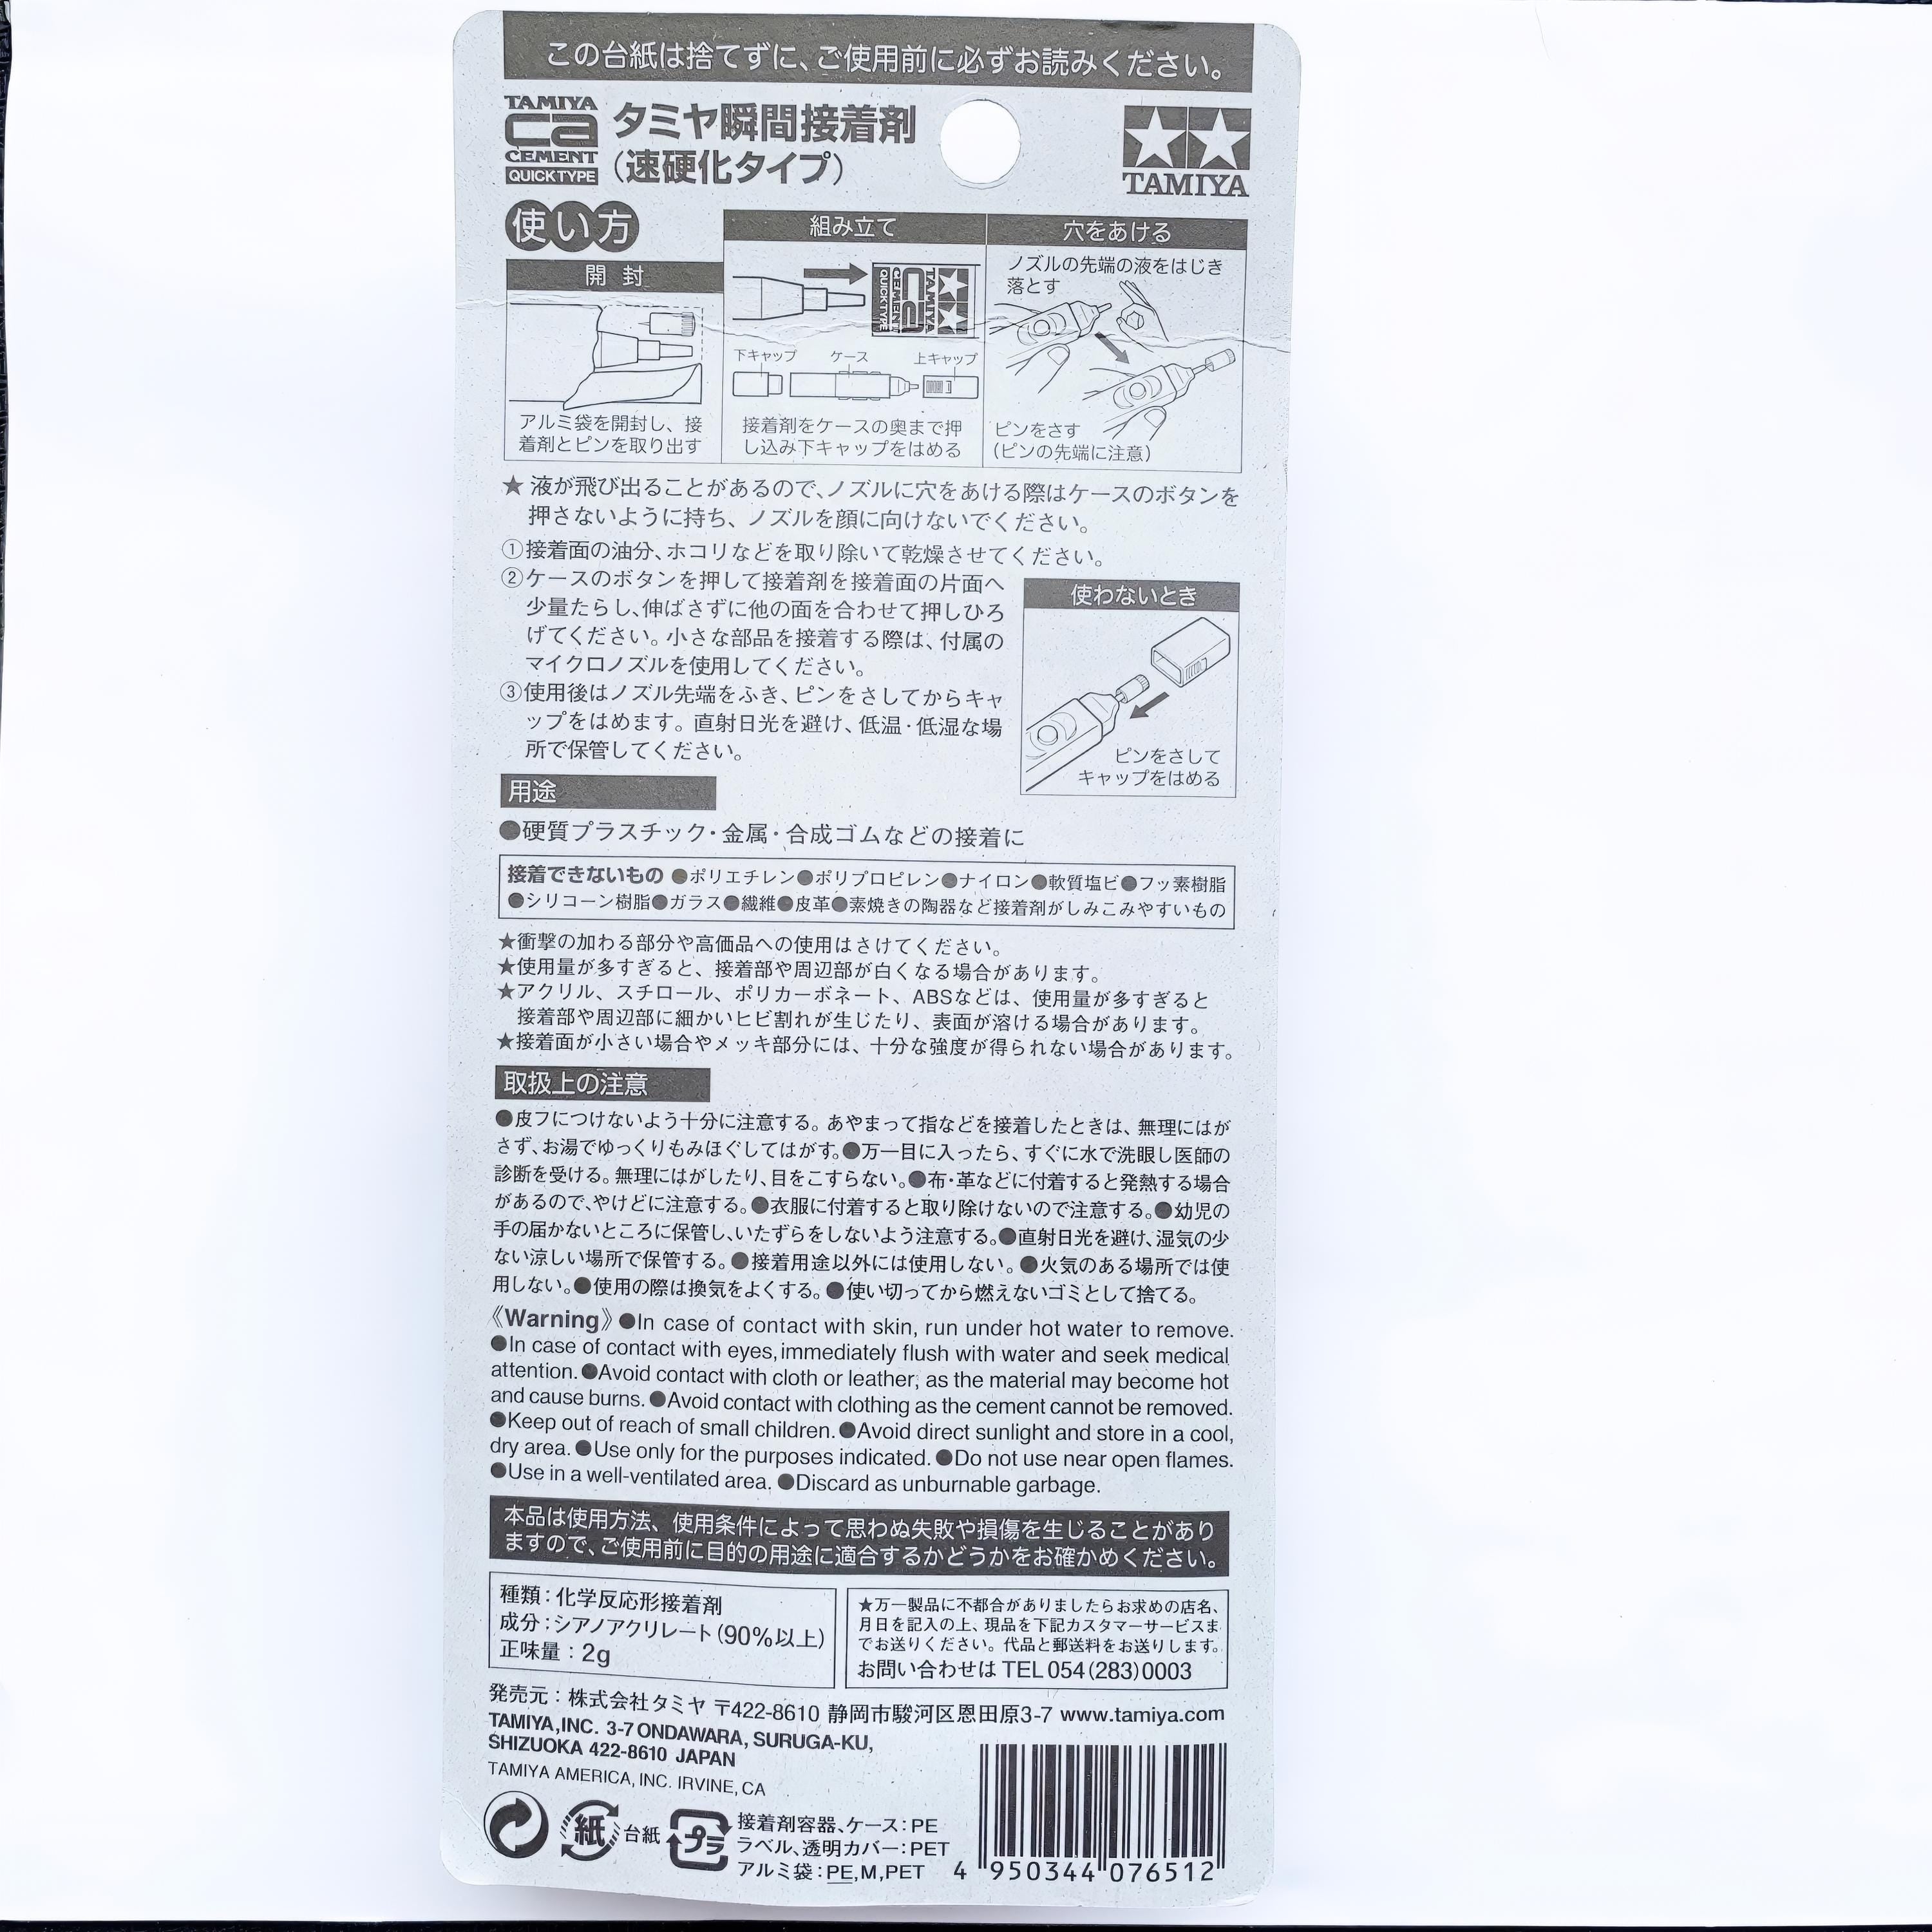 この台紙は捨てずに、ご使用前に必ずお読みください。
TAMIYA
ca
CEMENT
QUICKTYPE
タミヤ瞬間接着剤
(速硬化タイプ)
TAMIYA
使い方
開 封
アルミ袋を開封し、接
着剤とピンを取り出す
組み立て
TAMIYA
ca
CEMENT
QUICKTYPE
下キャップ ケース 上キャップ
接着剤をケースの奥まで押
し込み下キャップをはめる
穴をあける
ノズルの先端の液をはじき
落とす
ピンをさす
(ピンの先端に注意)
★液が飛び出ることがあるので、ノズルに穴をあける際はケースのボタンを
押さないように持ち、ノズルを顔に向けないでください。
①接着面の油分、ホコリなどを取り除いて乾燥させてください。
②ケースのボタンを押して接着剤を接着面の片面へ
少量たらし、伸ばさずに他の面を合わせて押しひろ
げてください。小さな部品を接着する際は、付属の
マイクロノズルを使用してください。
③使用後はノズル先端をふき、ピンをさしてからキャ
ップをはめます。直射日光を避け、低温・低湿な場
所で保管してください。
使わないとき
ピンをさして
キャップをはめる
用途
●硬質プラスチック・金属・合成ゴムなどの接着に
接着できないもの ●ポリエチレン●ポリプロピレン●ナイロン●軟質塩ビ●フッ素樹脂
●シリコーン樹脂●ガラス●繊維●皮革●素焼きの陶器など接着剤がしみこみやすいもの
★衝撃の加わる部分や高価品への使用はさけてください。
★使用量が多すぎると、接着部や周辺部が白くなる場合があります。
★アクリル、スチロール、ポリカーボネート、ABSなどは、使用量が多すぎると
接着部や周辺部に細かいヒビ割れが生じたり、表面が溶ける場合があります。
★接着面が小さい場合やメッキ部分には、十分な強度が得られない場合があります。
取扱上の注意
●皮フにつけないよう十分に注意する。あやまって指などを接着したときは、無理にはが
さず、お湯でゆっくりもみほぐしてはがす。●万一目に入ったら、すぐに水で洗眼し医師の
診断を受ける。無理にはがしたり、目をこすらない。●布・革などに付着すると発熱する場合
があるので、やけどに注意する。●衣服に付着すると取り除けないので注意する。●幼児の
手の届かないところに保管し、いたずらをしないよう注意する。●直射日光を避け、湿気の少
ない涼しい場所で保管する。●接着用途以外には使用しない。●火気のある場所では使
用しない。●使用の際は換気をよくする。●使い切ってから燃えないゴミとして捨てる。
《Warning》●In case of contact with skin, run under hot water to remove.
●In case of contact with eyes, immediately flush with water and seek medical
attention. ●Avoid contact with cloth or leather, as the material may become hot
and cause burns. ●Avoid contact with clothing as the cement cannot be removed.
●Keep out of reach of small children. ●Avoid direct sunlight and store in a cool,
dry area. ●Use only for the purposes indicated. ●Do not use near open flames.
●Use in a well-ventilated area. ●Discard as unburnable garbage.
本品は使用方法、使用条件によって思わぬ失敗や損傷を生じることがあり
ますので、ご使用前に目的の用途に適合するかどうかをお確かめください。
種類：化学反応形接着剤
成分：シアノアクリレート(90%以上)
正味量：2g
★万一製品に不都合がありましたらお求めの店名、
月日を記入の上、現品を下記カスタマーサービスま
でお送りください。代品と郵送料をお送りします。
お問い合わせは TEL 054(283)0003
発売元：株式会社タミヤ 〒422-8610 静岡市駿河区恩田原3-7 www.tamiya.com
TAMIYA,INC. 3-7 ONDAWARA, SURUGA-KU,
SHIZUOKA 422-8610 JAPAN
TAMIYA AMERICA, INC. IRVINE, CA
紙 台紙
プラ
接着剤容器、ケース：PE
ラベル、透明カバー：PET
アルミ袋：PE,M,PET
4 950344 076512